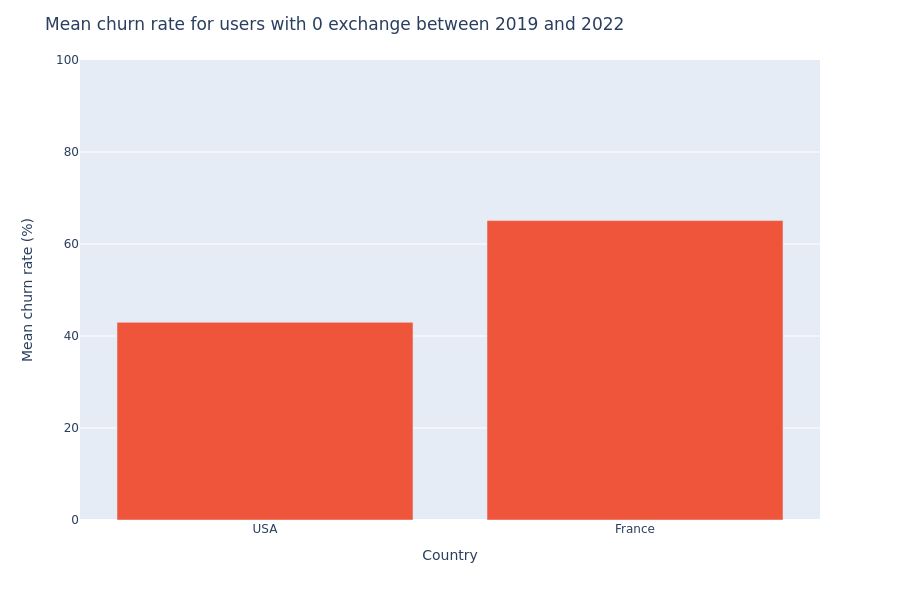 Mean churn rate for users with 0 exchange between 2019 and 2022
100
80
60
40
20
0
Mean churn rate (%)
USA
France
Country